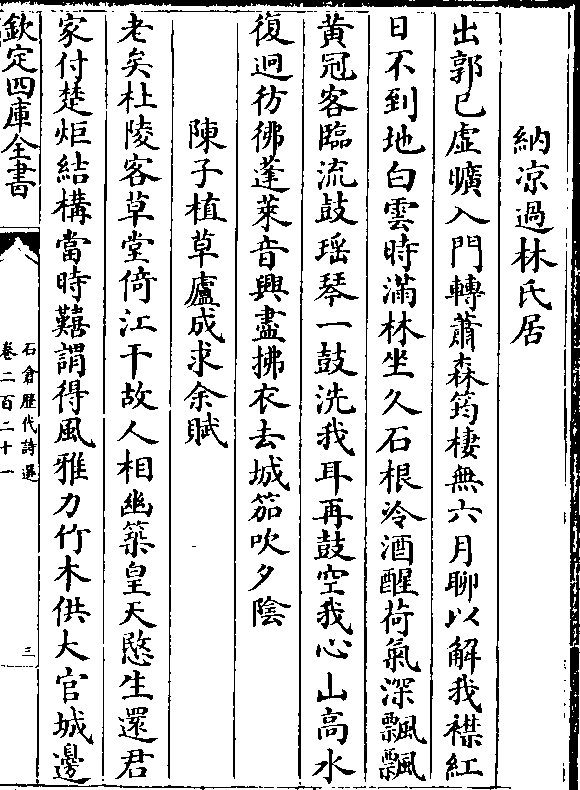 納凉過林氏居
出郭已虛曠入門轉蕭森筠棲無六月聊以解我襟紅
日不到地白雲時滿林坐久石根冷酒醒荷氣深飄飄
黄冠客臨流鼓瑶琴一鼓洗我耳再鼓空我心山高水
復迥彷彿蓬萊音興盡拂衣去城笳吹夕陰
陳子植草廬成求余賦
老矣杜陵客草堂倚江干故人相幽築皇天愍生還君
家付楚炬結構當時囏謂得風雅力竹木供大官城邊
欽定四庫全書
石倉歷代詩選
卷二百二十一
三